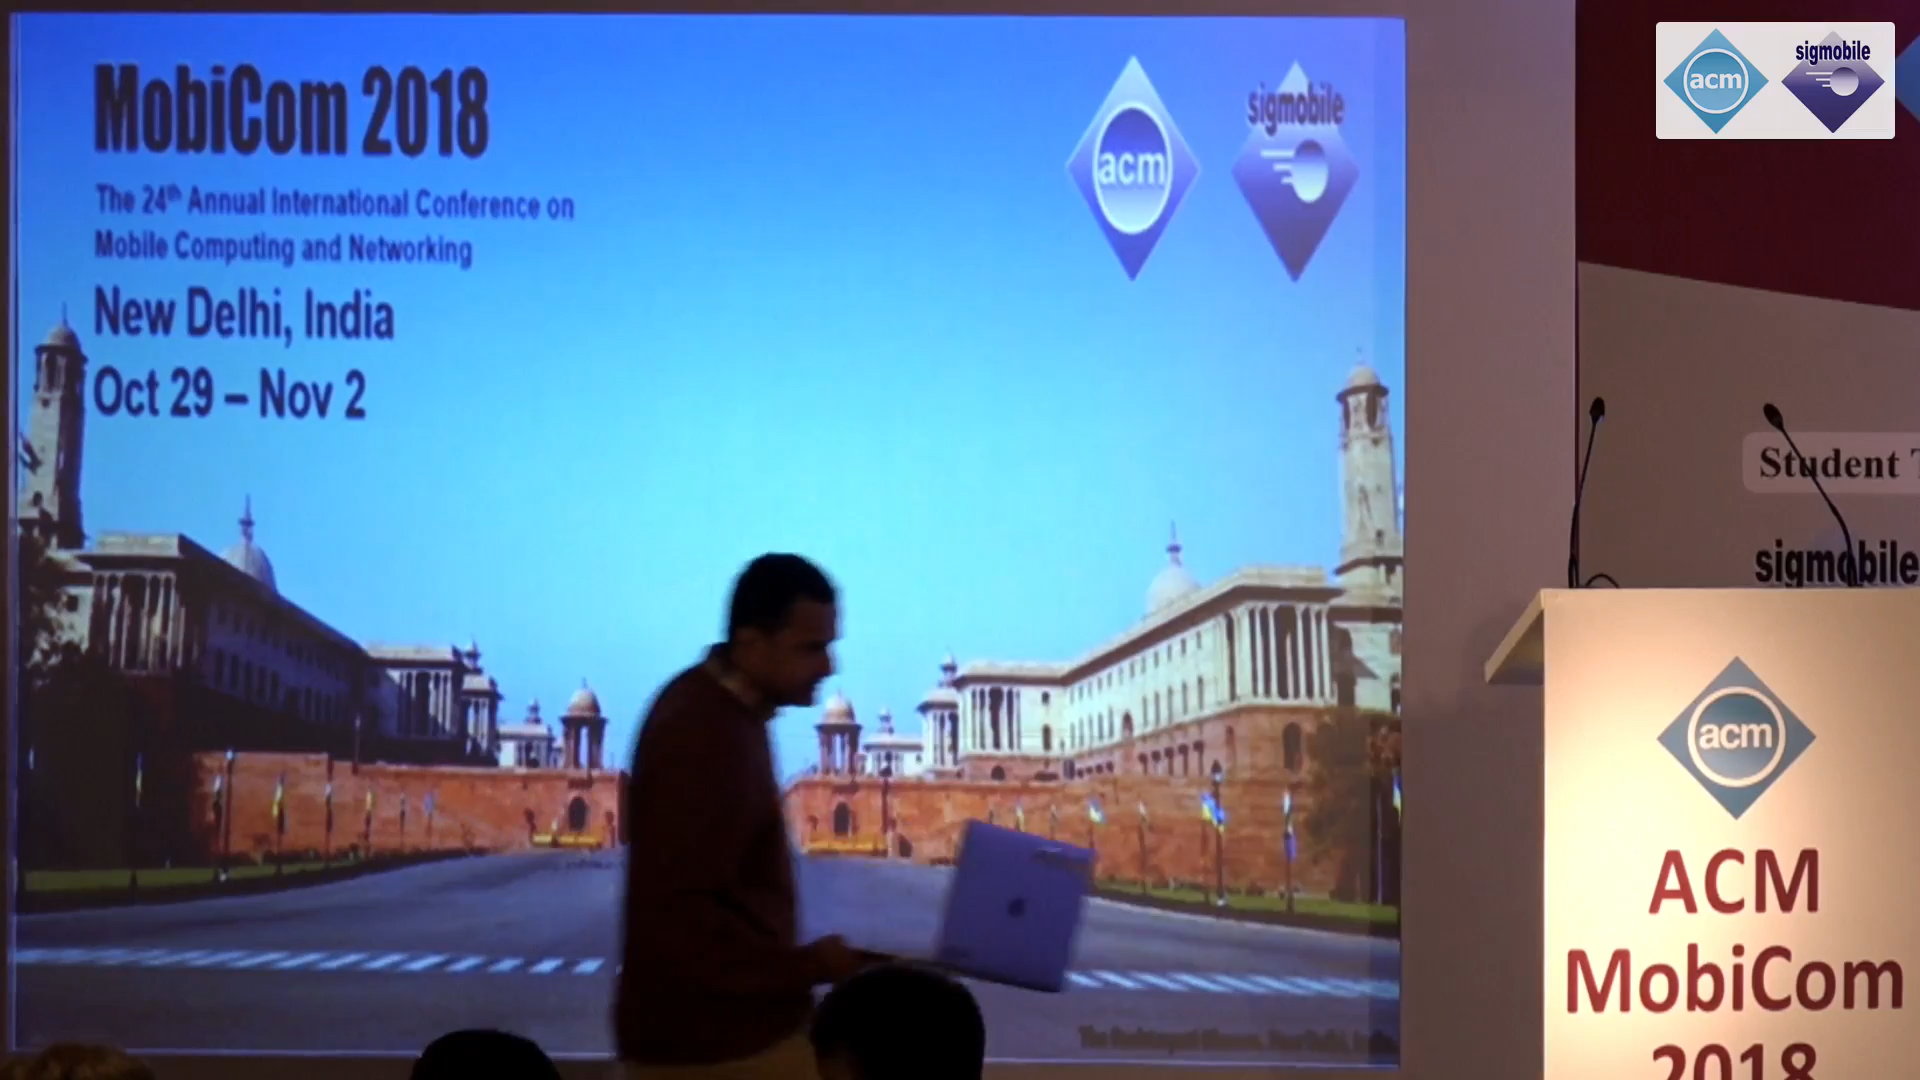 MobiCom 2018
The 24th Annual International Conference on
Mobile Computing and Networking
New Delhi, India
Oct 29 – Nov 2
acm
sigmobile
acm
sigmobile
Student
sigmobile
acm
ACM
MobiCom
2018